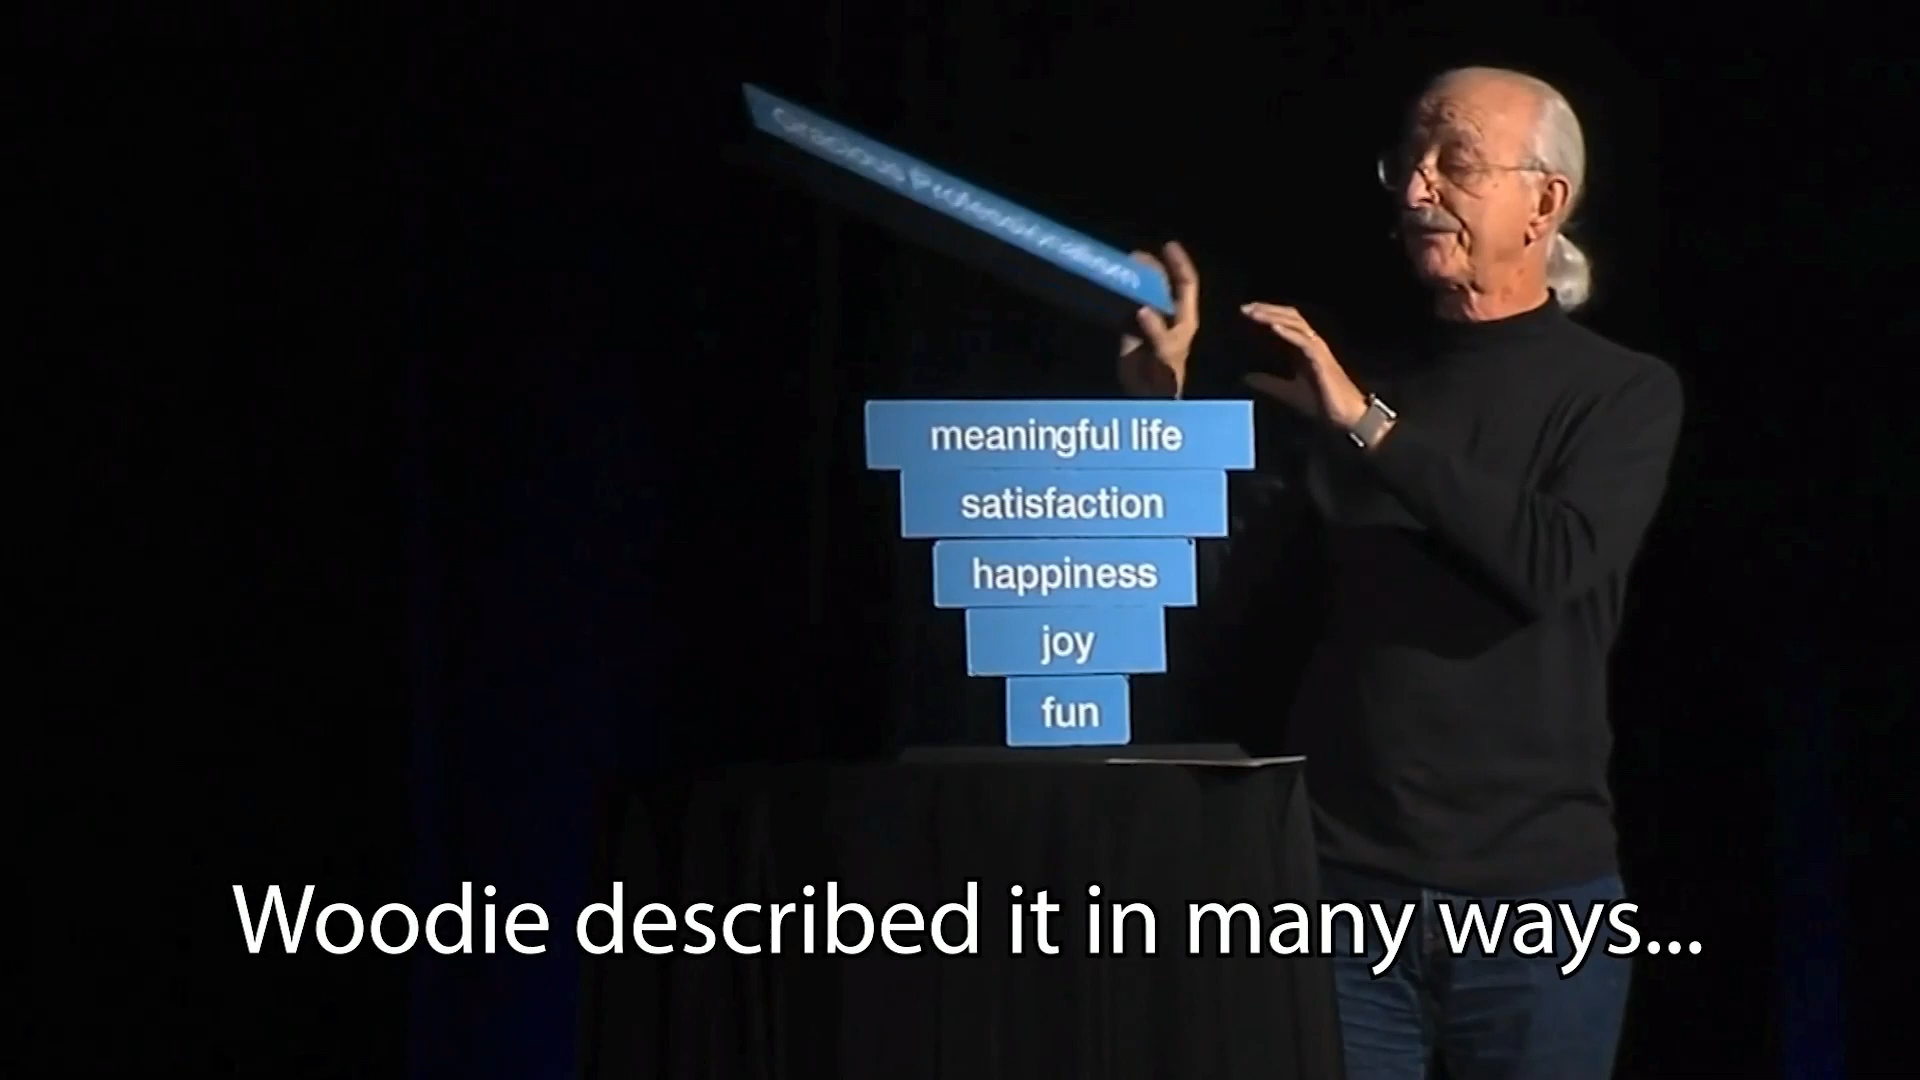 meaningful life
satisfaction
happiness
joy
fun
Woodie described it in many ways...